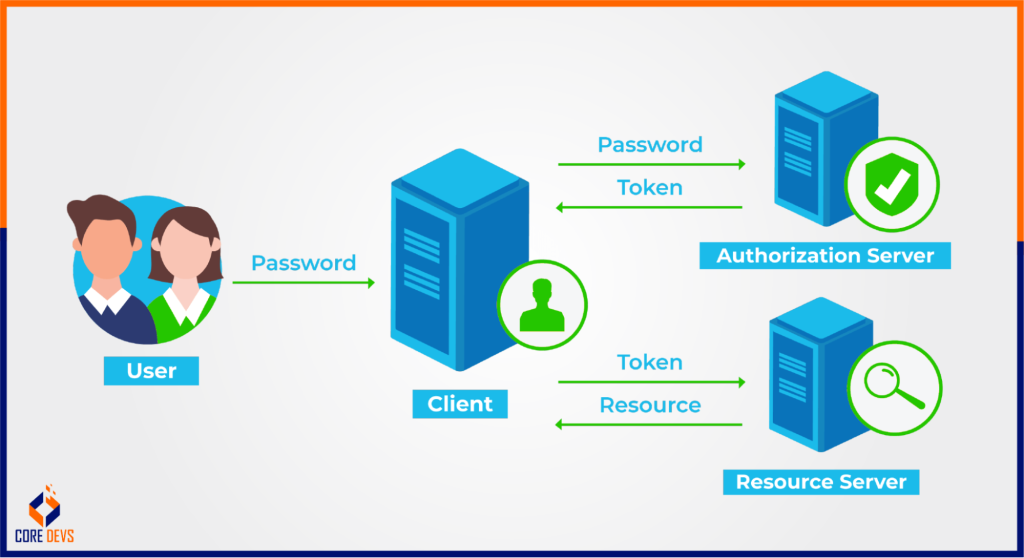 Password
Token
Authorization Server
Password
User
Client
Token
Resource
Resource Server
CORE DEVS